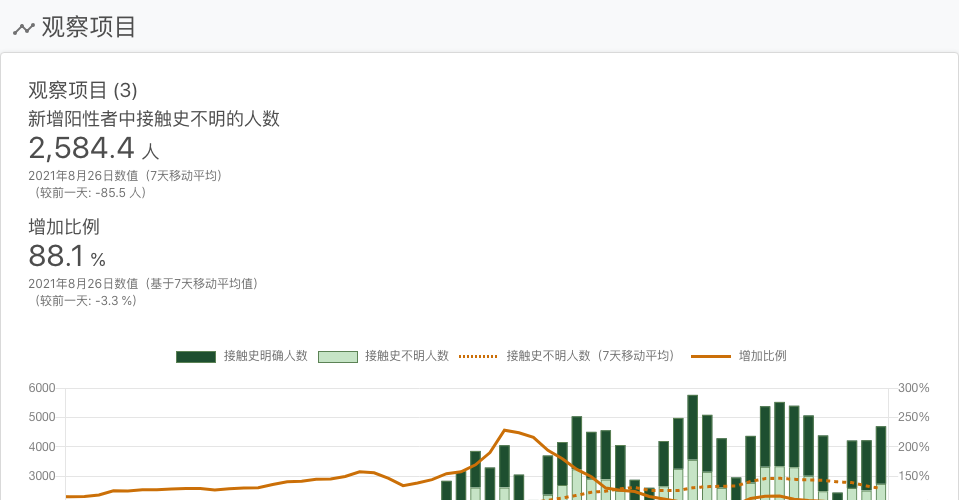 观察项目
观察项目 (3)
新增阳性者中接触史不明的人数
2,584.4 人
2021年8月26日数值（7天移动平均）
（较前一天: -85.5 人）
增加比例
88.1 %
2021年8月26日数值（基于7天移动平均值）
（较前一天: -3.3 %）
接触史明确人数 接触史不明人数 接触史不明人数（7天移动平均） 增加比例
6000 300%
5000 250%
4000 200%
3000 150%